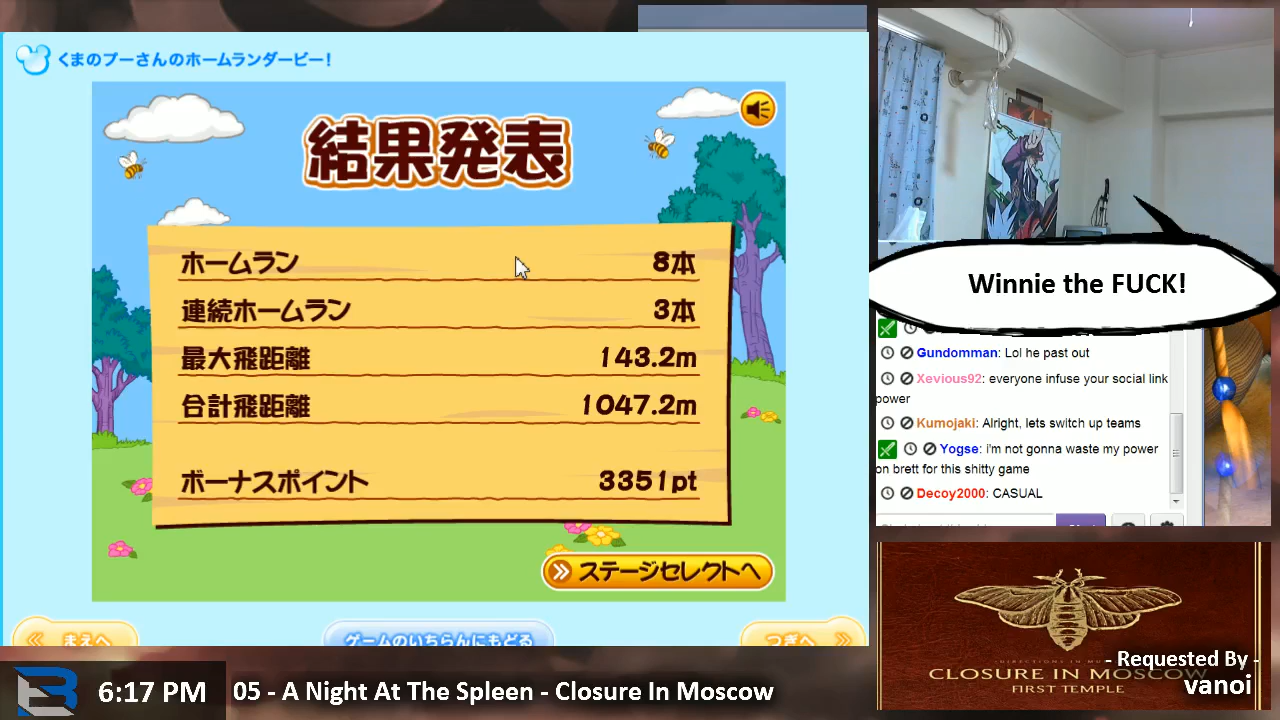 くまのプーさんのホームランダービー!
結果発表
ホームラン 8本
連続ホームラン 3本
最大飛距離 143.2m
合計飛距離 1047.2m
ボーナスポイント 3351pt
ステージセレクトへ
まえへ
ゲームのいちらんにもどる
つぎへ
Winnie the FUCK!
Gundomman: Lol he past out
Xevious92: everyone infuse your social link
power
Kumojaki: Alright, lets switch up teams
Yogse: i'm not gonna waste my power
on brett for this shitty game
Decoy2000: CASUAL
- Requested By -
CLOSURE IN MOSCOW
vanoi
FIRST TEMPLE
6:17 PM
05 - A Night At The Spleen - Closure In Moscow